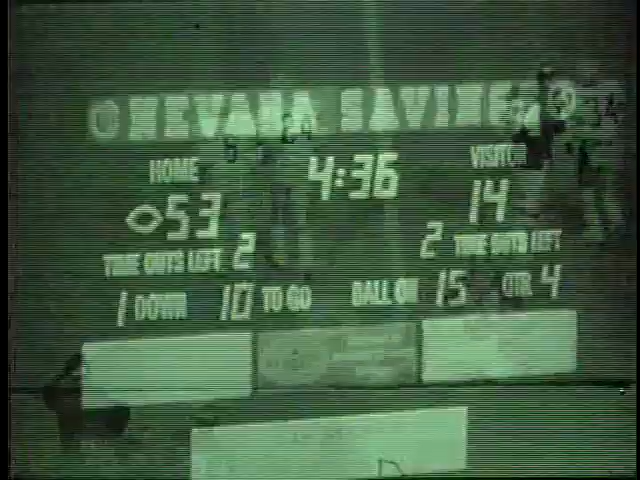 NEVADA SAVINGS
HOME 4:36 VISITOR
53 14
TIME OUTS LEFT 2 2 TIME OUTS LEFT
1 DOWN 10 TO GO BALL ON 15 QTR 4